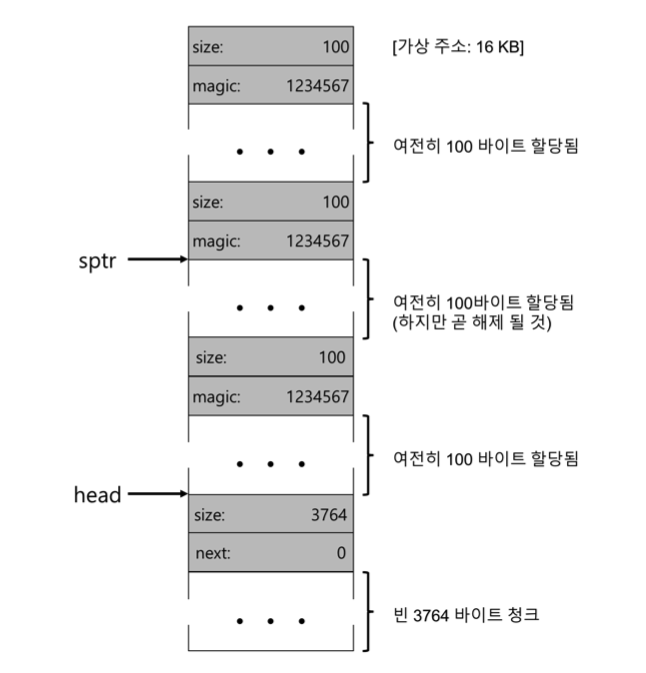 size: 100 [가상 주소: 16 KB]
magic: 1234567
• • • 여전히 100 바이트 할당됨
size: 100
magic: 1234567
sptr
• • • 여전히 100바이트 할당됨
(하지만 곧 해제 될 것)
size: 100
magic: 1234567
• • • 여전히 100 바이트 할당됨
head
size: 3764
next: 0
• • • 빈 3764 바이트 청크